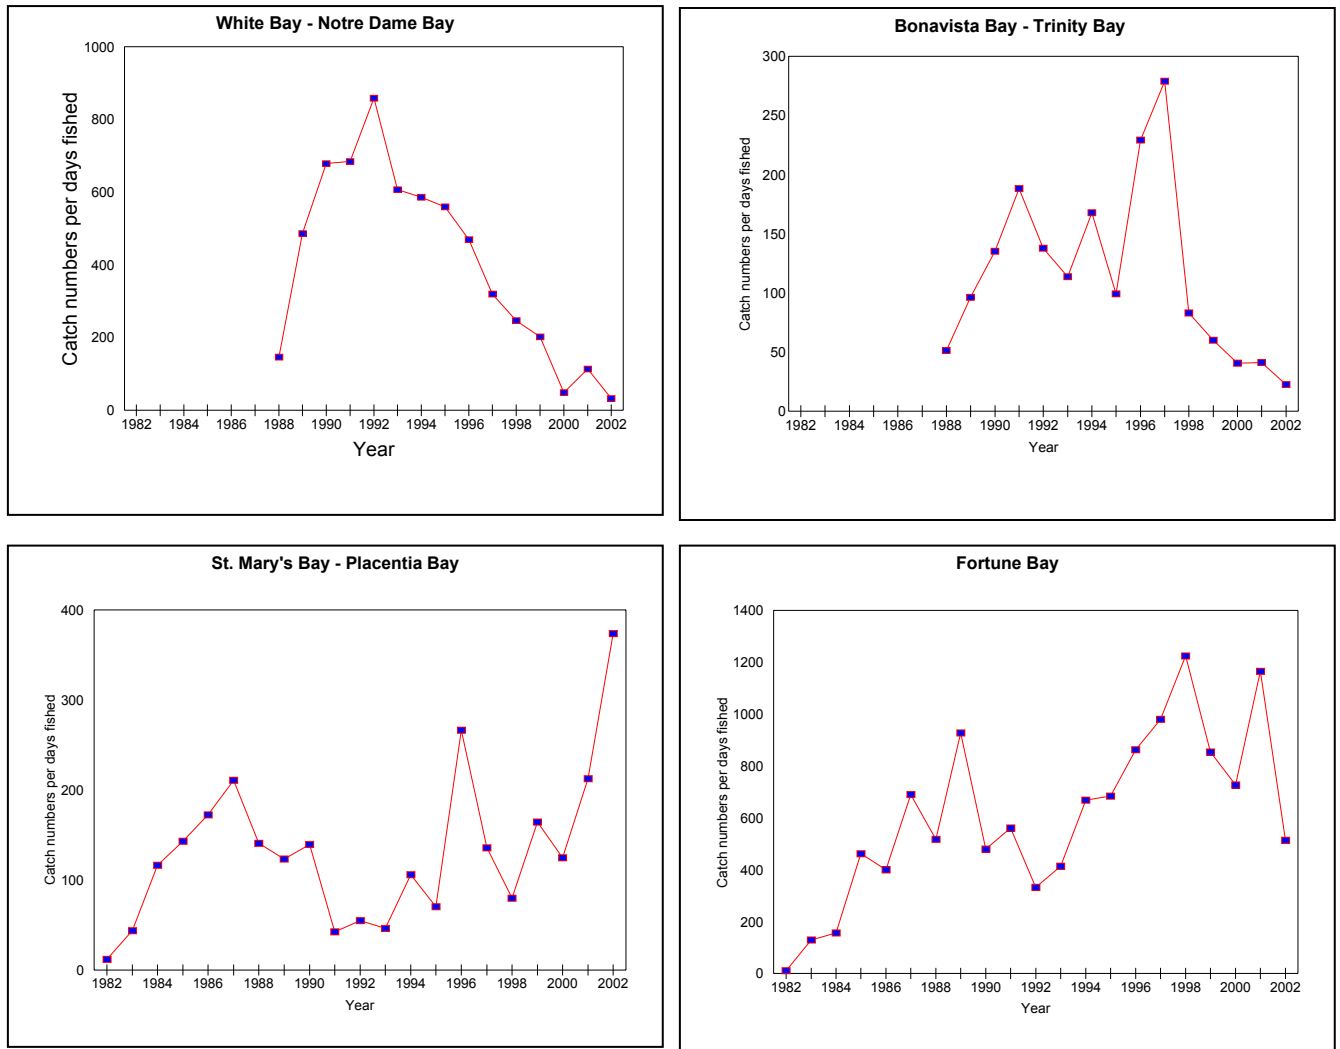 White Bay - Notre Dame Bay
1000
800
600
400
200
0
Catch numbers per days fished
1982 1984 1986 1988 1990 1992 1994 1996 1998 2000 2002
Year
Bonavista Bay - Trinity Bay
300
250
200
150
100
50
0
Catch numbers per days fished
1982 1984 1986 1988 1990 1992 1994 1996 1998 2000 2002
Year
St. Mary's Bay - Placentia Bay
400
300
200
100
0
Catch numbers per days fished
1982 1984 1986 1988 1990 1992 1994 1996 1998 2000 2002
Year
Fortune Bay
1400
1200
1000
800
600
400
200
0
Catch numbers per days fished
1982 1984 1986 1988 1990 1992 1994 1996 1998 2000 2002
Year